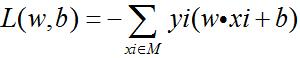 L(w,b) = −∑ xi∈M yi(w•xi+b)